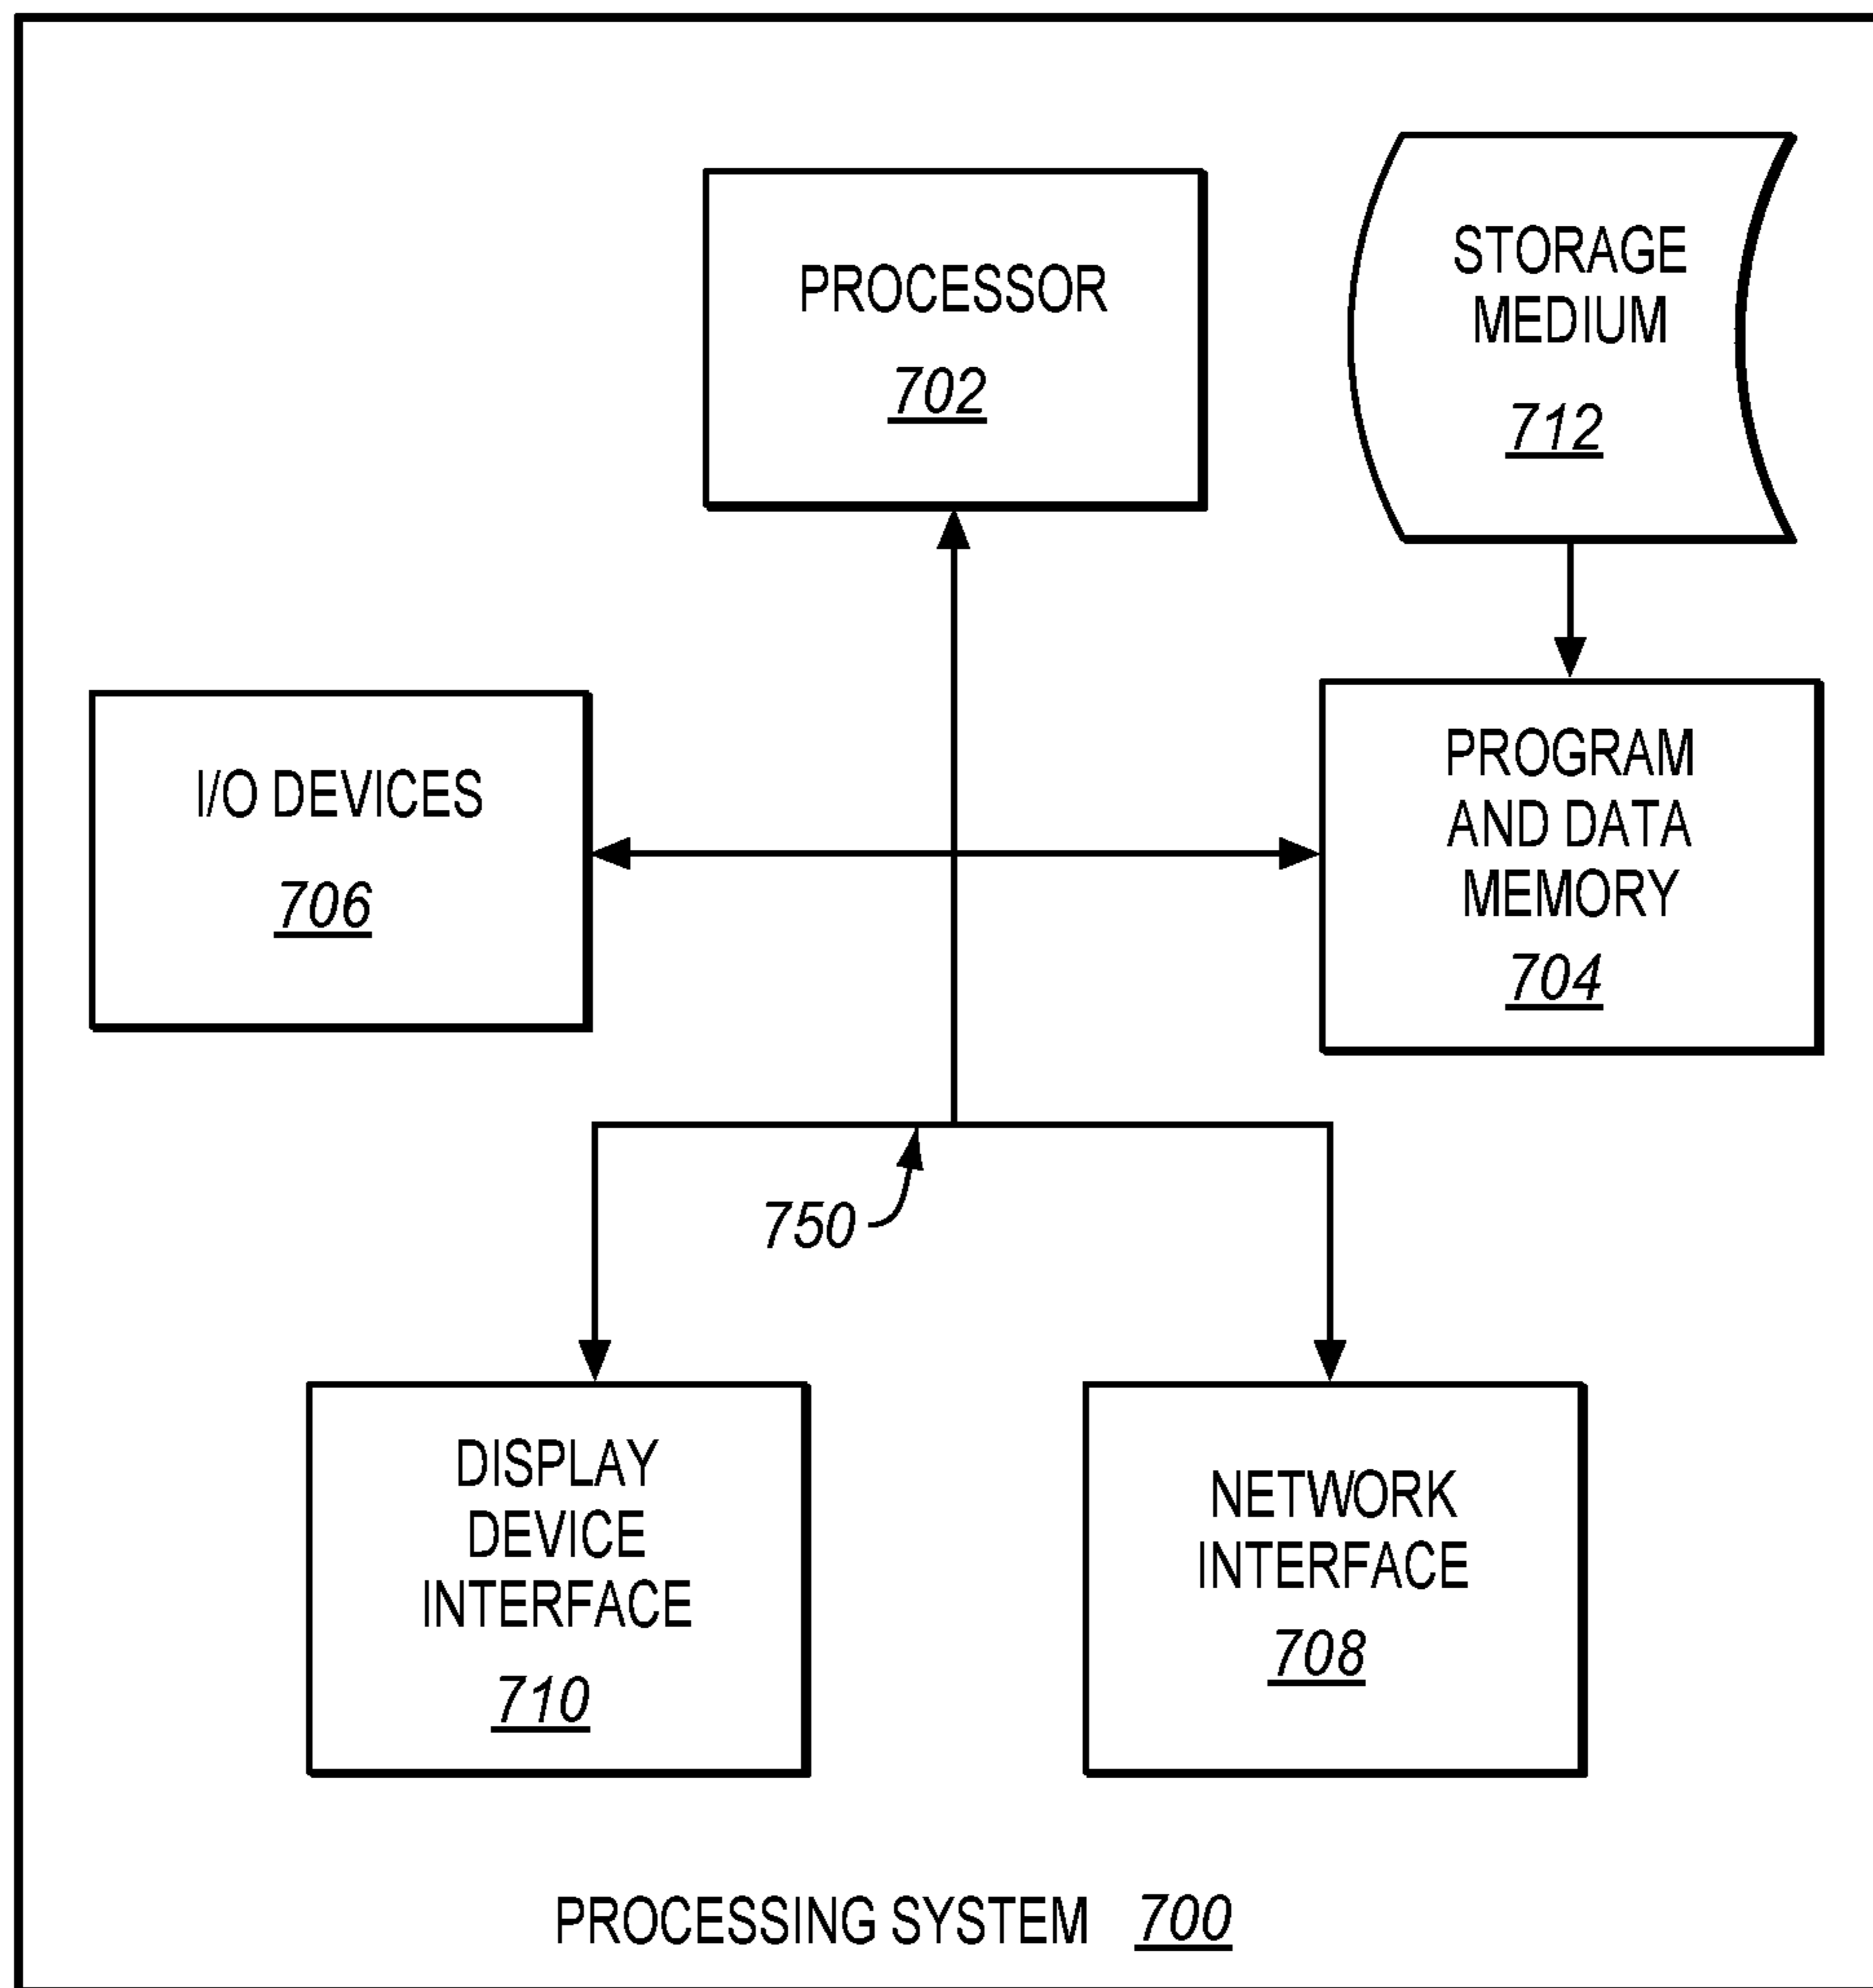 PROCESSOR
702
STORAGE
MEDIUM
712
I/O DEVICES
706
PROGRAM
AND DATA
MEMORY
704
750
DISPLAY
DEVICE
INTERFACE
710
NETWORK
INTERFACE
708
PROCESSING SYSTEM 700